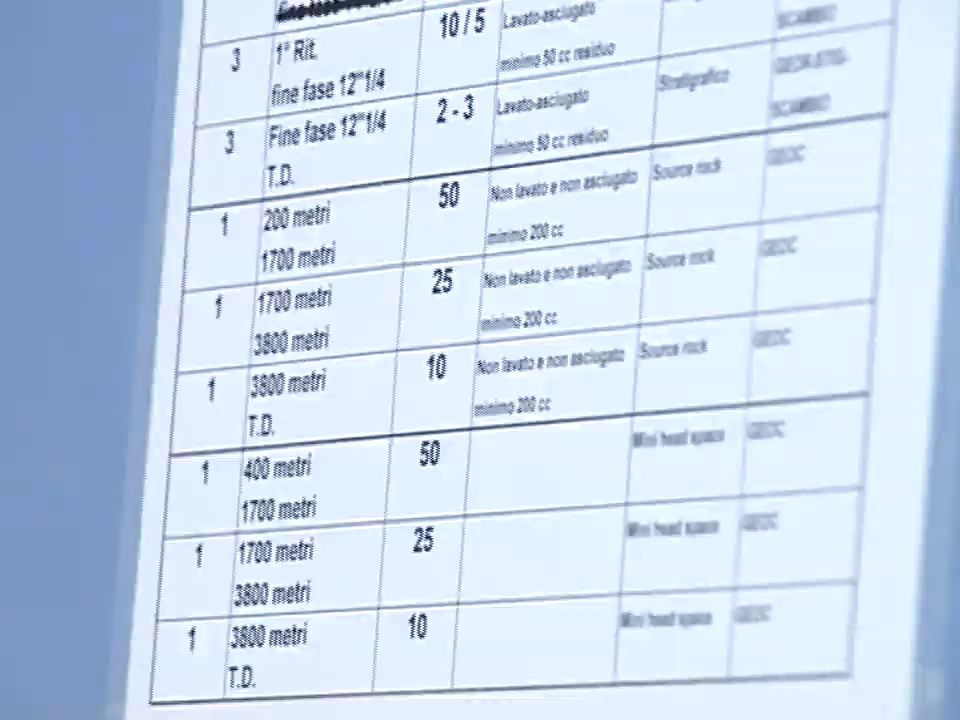 3 1° Rit. 10 / 5 Lavato-asciugato
fine fase 12"1/4 minimo 50 cc residuo
3 Fine fase 12"1/4 2 - 3 Lavato-asciugato Stratigrafico
T.D. minimo 50 cc residuo
1 200 metri 50 Non lavato e non asciugato Source rock
1700 metri minimo 200 cc
1 1700 metri 25 Non lavato e non asciugato Source rock
3800 metri minimo 200 cc
1 3800 metri 10 Non lavato e non asciugato Source rock
T.D. minimo 200 cc
1 400 metri 50 Mini head space
1700 metri
1 1700 metri 25 Mini head space
3800 metri
1 3800 metri 10 Mini head space
T.D.